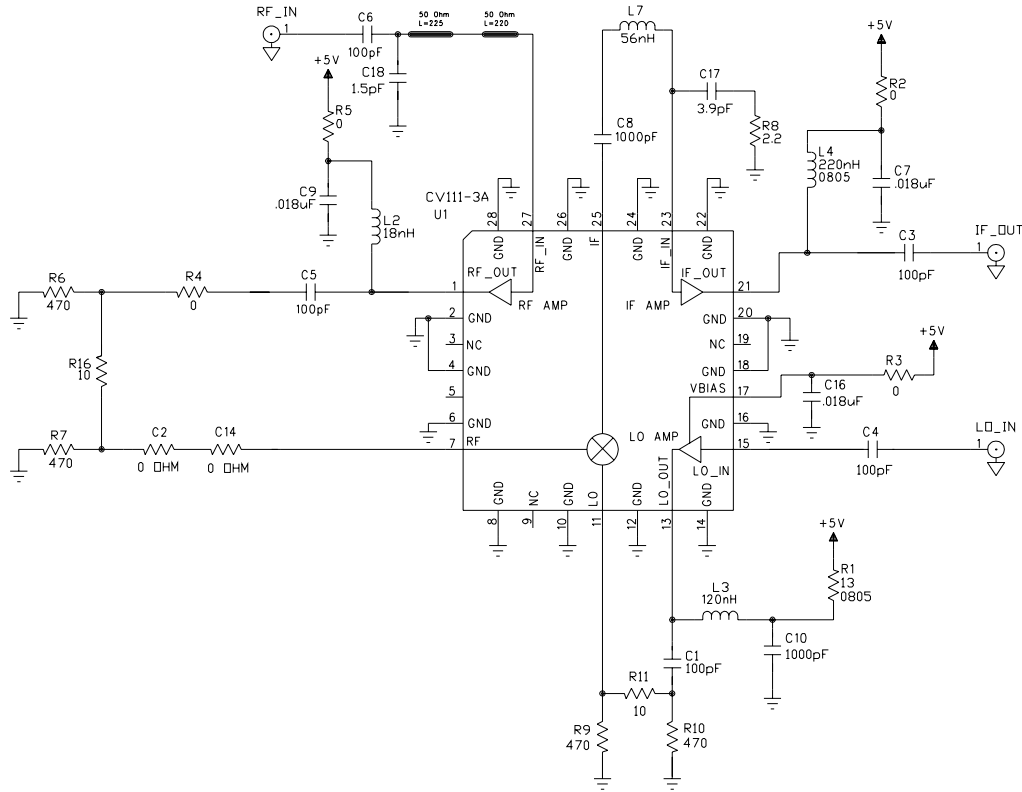 RF_IN
1
C6
100pF
50 Ohm
L=225
50 Ohm
L=220
L7
56nH
+5V
+5V
C18
1.5pF
C17
3.9pF
R2
0
R5
0
C8
1000pF
R8
2.2
L4
220nH
0805
C7
.018uF
C9
.018uF
L2
18nH
CV111-3A
U1
28
27
26
25
24
23
22
GND
RF_IN
GND
IF
GND
IF_IN
GND
C3
100pF
IF_OUT
1
R6
470
R4
0
C5
100pF
1
RF_OUT
RF AMP
IF_OUT
IF AMP
21
2
GND
GND
20
3
NC
NC
19
4
GND
GND
18
5
VBIAS
17
6
GND
GND
16
7
RF
LO AMP
LO_IN
15
R16
10
+5V
R3
0
C16
.018uF
R7
470
C2
0 OHM
C14
0 OHM
C4
100pF
LO_IN
1
GND
NC
GND
LO
GND
LO_OUT
GND
8
9
10
11
12
13
14
+5V
R1
13
0805
L3
120nH
C10
1000pF
C1
100pF
R11
10
R9
470
R10
470